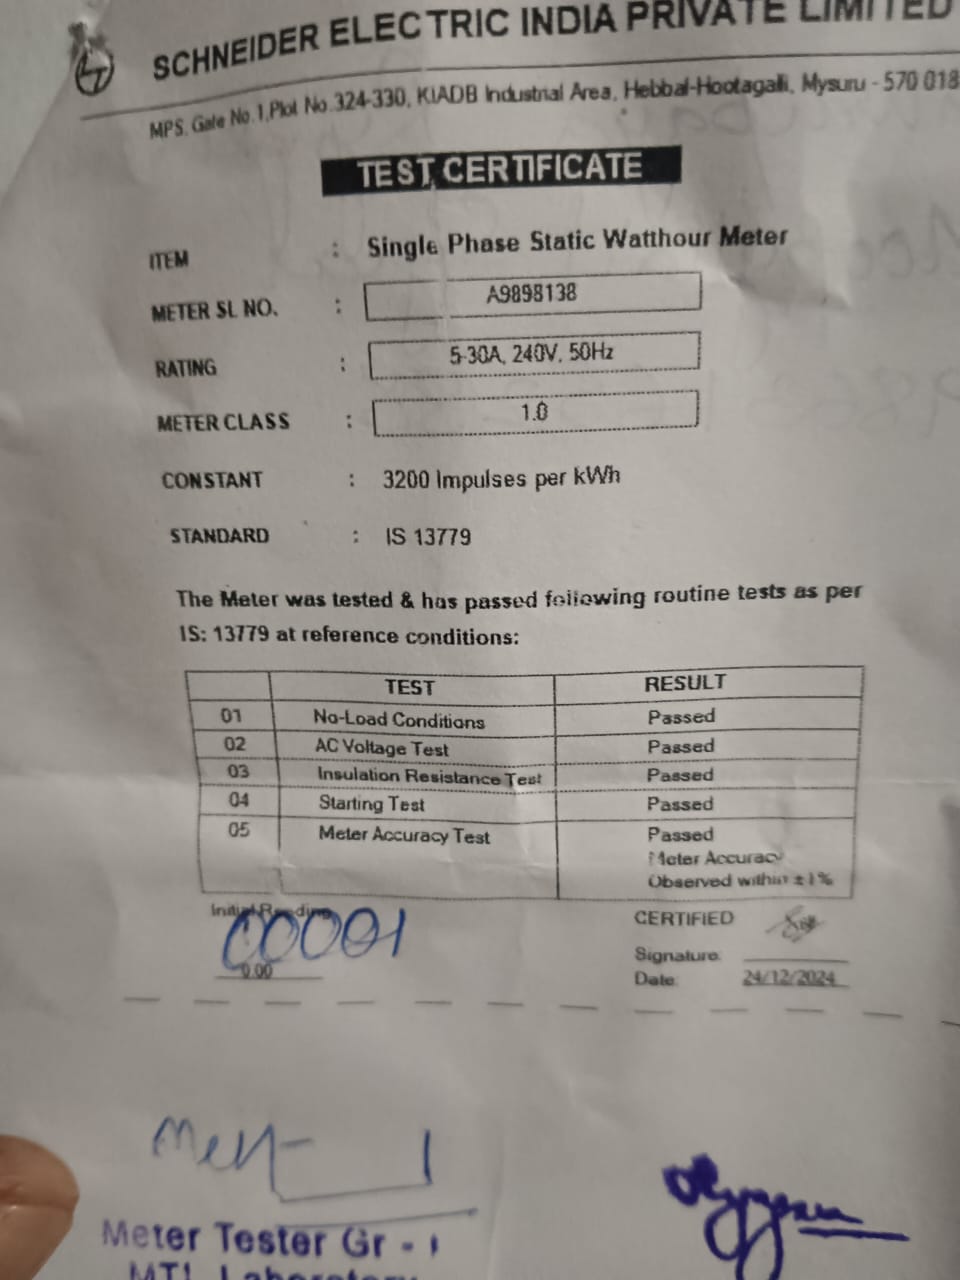 SCHNEIDER ELECTRIC INDIA PRIVATE LIMITED
MPS, Gate No.1,Plot No.324-330, KIADB Industrial Area, Hebbal-Hootagalli, Mysuru - 570 018
TEST CERTIFICATE
ITEM : Single Phase Static Watthour Meter
METER SL NO. : A9898138
RATING : 5-30A, 240V, 50Hz
METER CLASS : 1.0
CONSTANT : 3200 Impulses per kWh
STANDARD : IS 13779
The Meter was tested & has passed following routine tests as per
IS: 13779 at reference conditions:
TEST RESULT
01 No-Load Conditions Passed
02 AC Voltage Test Passed
03 Insulation Resistance Test Passed
04 Starting Test Passed
05 Meter Accuracy Test Passed
Meter Accuracy
Observed within ± 1%
Initial Reading
00001
0.00
CERTIFIED
Signature:
Date: 24/12/2024
Meter Tester Gr - I
MTL Laboratory